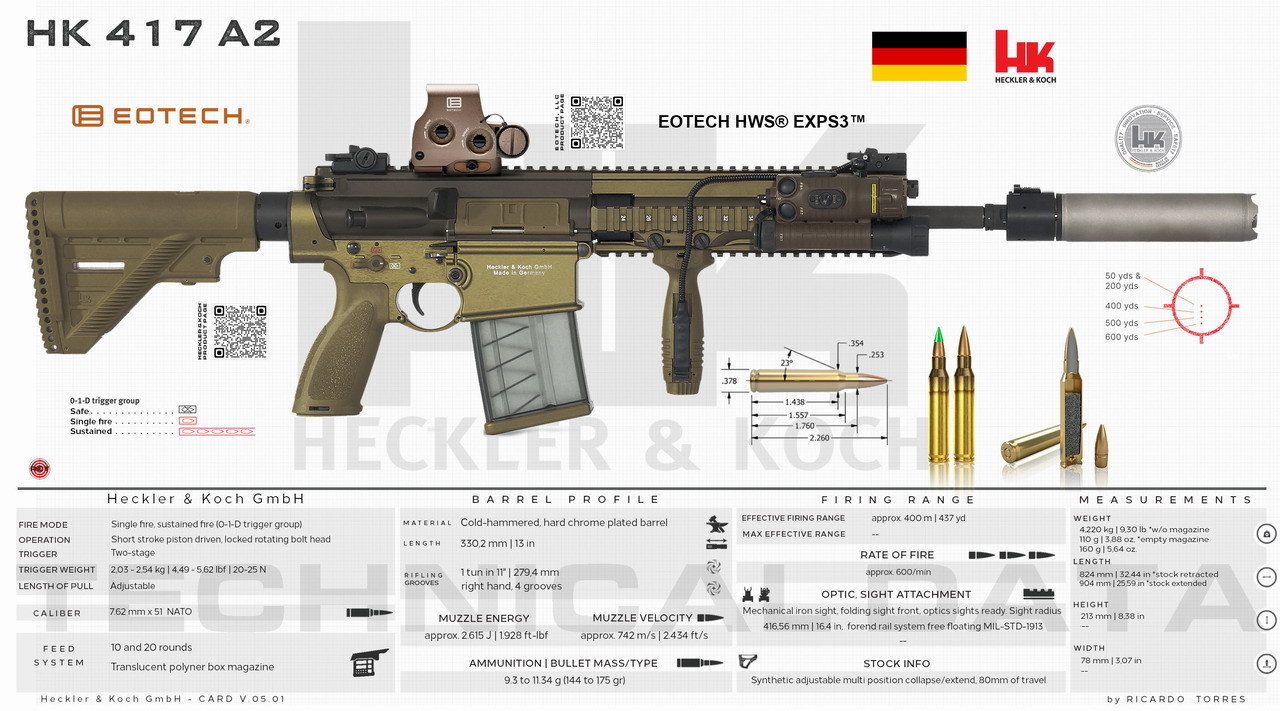 HK 417 A2
HECKLER & KOCH
EOTECH®
EOTECH, LLC
PRODUCT PAGE
EOTECH HWS® EXPS3™
Heckler & Koch GmbH
Made in Germany
HECKLER & KOCH
PRODUCT PAGE
50 yds &
200 yds
400 yds
500 yds
600 yds
0-1-D trigger group
Safe
Single fire
Sustained
.354
.253
23°
.378
1.438
1.557
1.760
2.260
HECKLER & KOCH
TECHNICAL DATA
Heckler & Koch GmbH
FIRE MODE Single fire, sustained fire (0-1-D trigger group)
OPERATION Short stroke piston driven, locked rotating bolt head
TRIGGER Two-stage
TRIGGER WEIGHT 2.03 - 2,54 kg | 4.49 - 5,62 lbf | 20-25 N
LENGTH OF PULL Adjustable
CALIBER 7.62 mm x 51 NATO
FEED SYSTEM 10 and 20 rounds
Translucent polyner box magazine
BARREL PROFILE
MATERIAL Cold-hammered, hard chrome plated barrel
LENGTH 330,2 mm | 13 in
RIFLING GROOVES 1 tun in 11" | 279,4 mm
right hand, 4 grooves
MUZZLE ENERGY
approx. 2.615 J | 1.928 ft-lbf
MUZZLE VELOCITY
approx. 742 m/s | 2.434 ft/s
AMMUNITION | BULLET MASS/TYPE
9.3 to 11.34 g (144 to 175 gr)
FIRING RANGE
EFFECTIVE FIRING RANGE approx. 400 m | 437 yd
MAX EFFECTIVE RANGE --
RATE OF FIRE
approx. 600/min
OPTIC, SIGHT ATTACHMENT
Mechanical iron sight, folding sight front, optics sights ready. Sight radius
416,56 mm | 16.4 in, forend rail system free floating MIL-STD-1913
--
STOCK INFO
Synthetic adjustable multi position collapse/extend, 80mm of travel
MEASUREMENTS
WEIGHT
4,220 kg | 9,30 lb *w/o magazine
110 g | 3,88 oz. *empty magazine
160 g | 5,64 oz.
LENGTH
824 mm | 32,44 in *stock retracted
904 mm | 25,59 in *stock extended
HEIGHT
213 mm | 8,38 in
--
WIDTH
78 mm | 3,07 in
--
Heckler & Koch GmbH - CARD V.05.01
by RICARDO TORRES